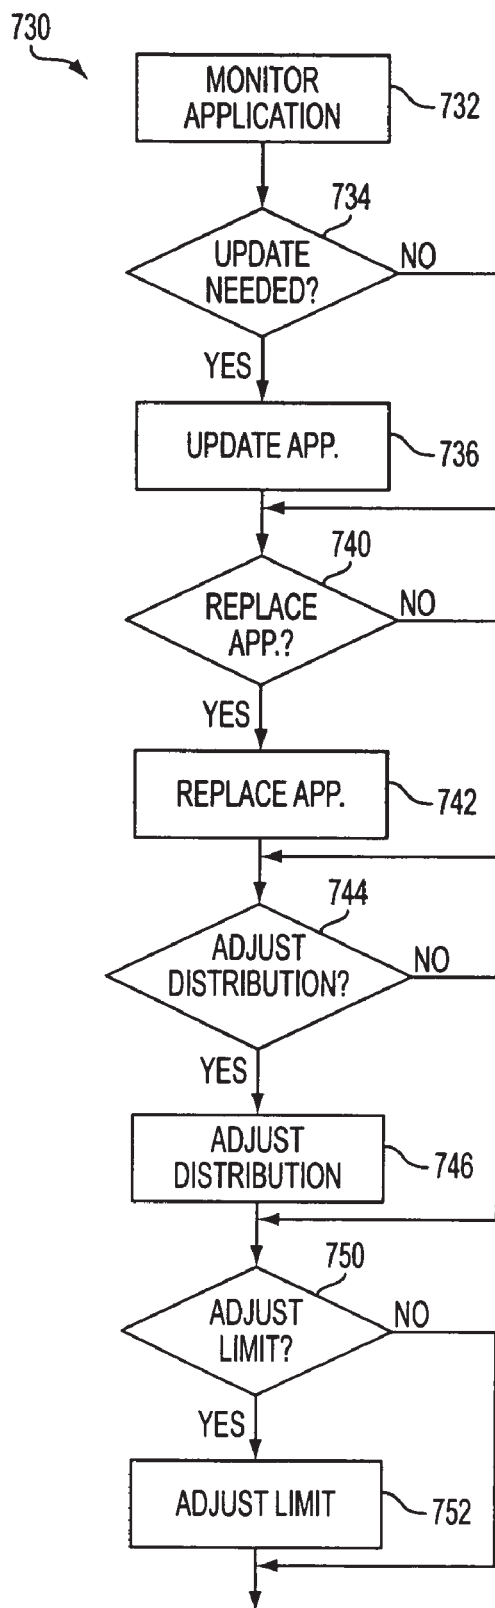 730
MONITOR
APPLICATION
732
734
UPDATE
NEEDED?
NO
YES
UPDATE APP.
736
740
REPLACE
APP.?
NO
YES
REPLACE APP.
742
744
ADJUST
DISTRIBUTION?
NO
YES
ADJUST
DISTRIBUTION
746
750
ADJUST
LIMIT?
NO
YES
ADJUST LIMIT
752